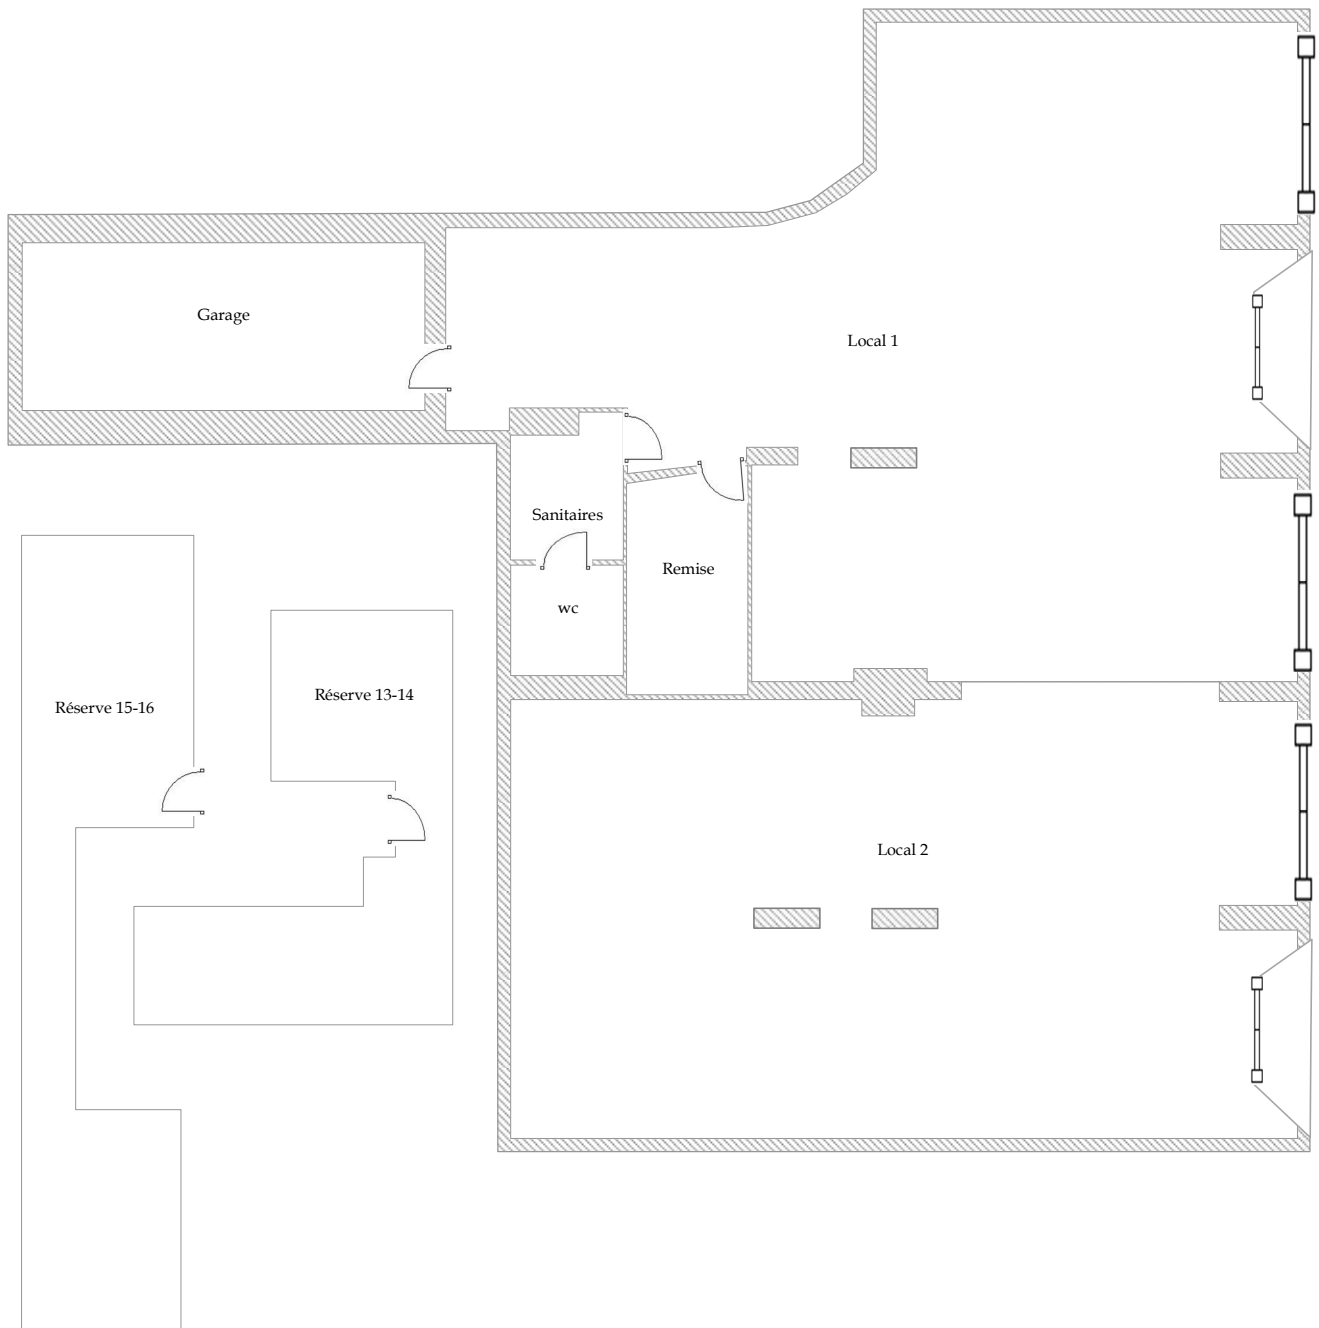 Garage
Local 1
Sanitaires
Remise
wc
Réserve 13-14
Réserve 15-16
Local 2